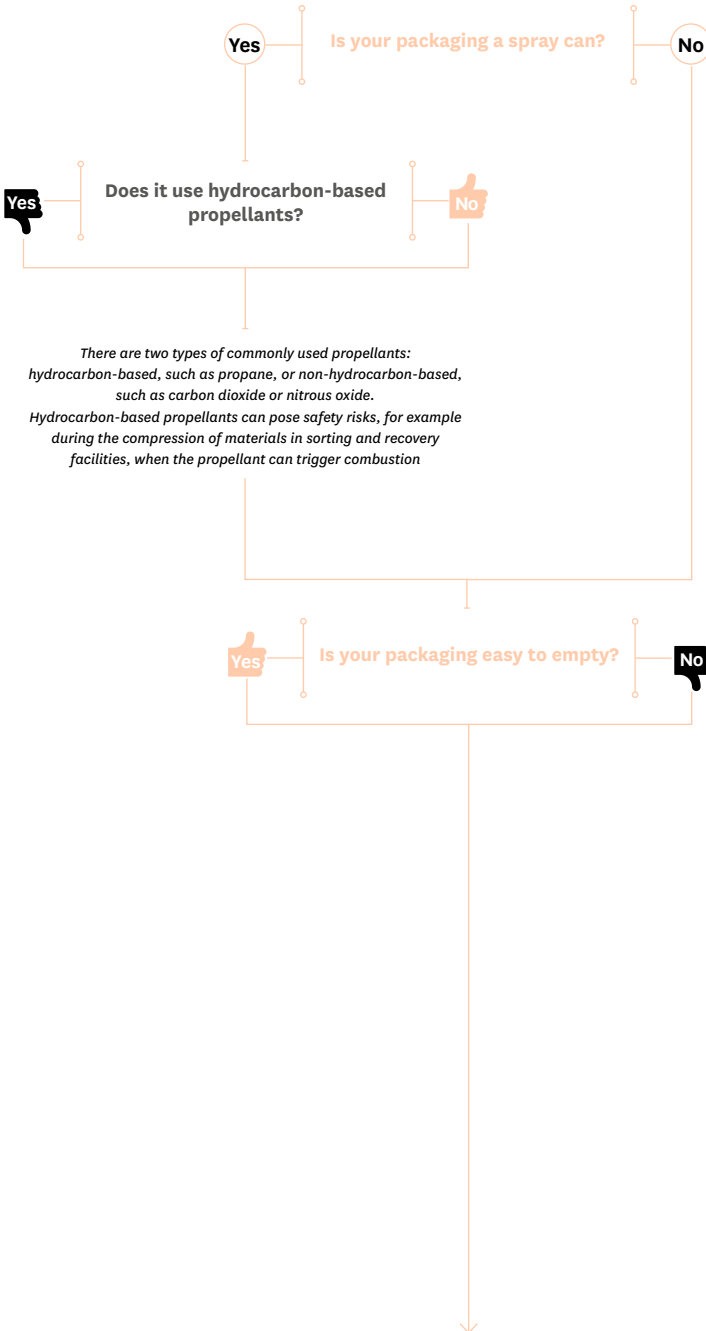 Yes
Is your packaging a spray can?
No
Yes
Does it use hydrocarbon-based
propellants?
No
There are two types of commonly used propellants:
hydrocarbon-based, such as propane, or non-hydrocarbon-based,
such as carbon dioxide or nitrous oxide.
Hydrocarbon-based propellants can pose safety risks, for example
during the compression of materials in sorting and recovery
facilities, when the propellant can trigger combustion
Yes
Is your packaging easy to empty?
No